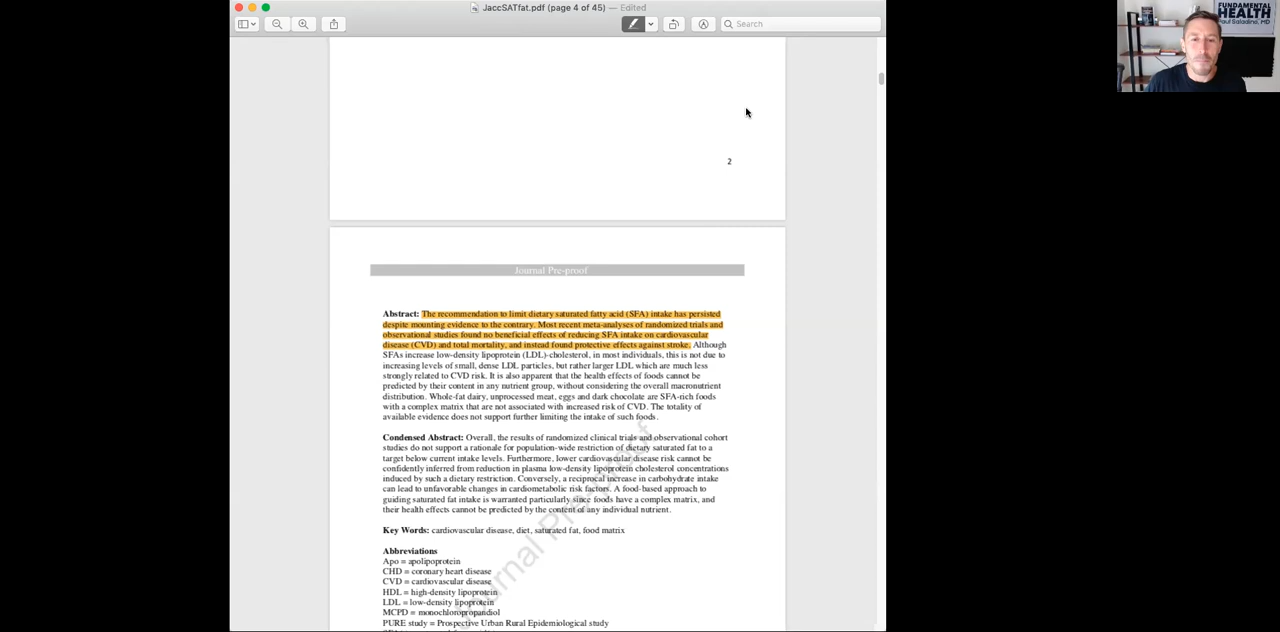 JaccSATfat.pdf (page 4 of 45) — Edited
Search
FUNDAMENTAL
HEALTH
Paul Saladino, MD
2
Journal Pre-proof
Abstract: The recommendation to limit dietary saturated fatty acid (SFA) intake has persisted
despite mounting evidence to the contrary. Most recent meta-analyses of randomized trials and
observational studies found no beneficial effects of reducing SFA intake on cardiovascular
disease (CVD) and total mortality, and instead found protective effects against stroke. Although
SFAs increase low-density lipoprotein (LDL)-cholesterol, in most individuals, this is not due to
increasing levels of small, dense LDL particles, but rather larger LDL which are much less
strongly related to CVD risk. It is also apparent that the health effects of foods cannot be
predicted by their content in any nutrient group, without considering the overall macronutrient
distribution. Whole-fat dairy, unprocessed meat, eggs and dark chocolate are SFA-rich foods
with a complex matrix that are not associated with increased risk of CVD. The totality of
available evidence does not support further limiting the intake of such foods.
Condensed Abstract: Overall, the results of randomized clinical trials and observational cohort
studies do not support a rationale for population-wide restriction of dietary saturated fat to a
target below current intake levels. Furthermore, lower cardiovascular disease risk cannot be
confidently inferred from reduction in plasma low-density lipoprotein cholesterol concentrations
induced by such a dietary restriction. Conversely, a reciprocal increase in carbohydrate intake
can lead to unfavorable changes in cardiometabolic risk factors. A food-based approach to
guiding saturated fat intake is warranted particularly since foods have a complex matrix, and
their health effects cannot be predicted by the content of any individual nutrient.
Key Words: cardiovascular disease, diet, saturated fat, food matrix
Abbreviations
Apo = apolipoprotein
CHD = coronary heart disease
CVD = cardiovascular disease
HDL = high-density lipoprotein
LDL = low-density lipoprotein
MCPD = monochloropropandiol
PURE study = Prospective Urban Rural Epidemiological study
Journal Pre-proof